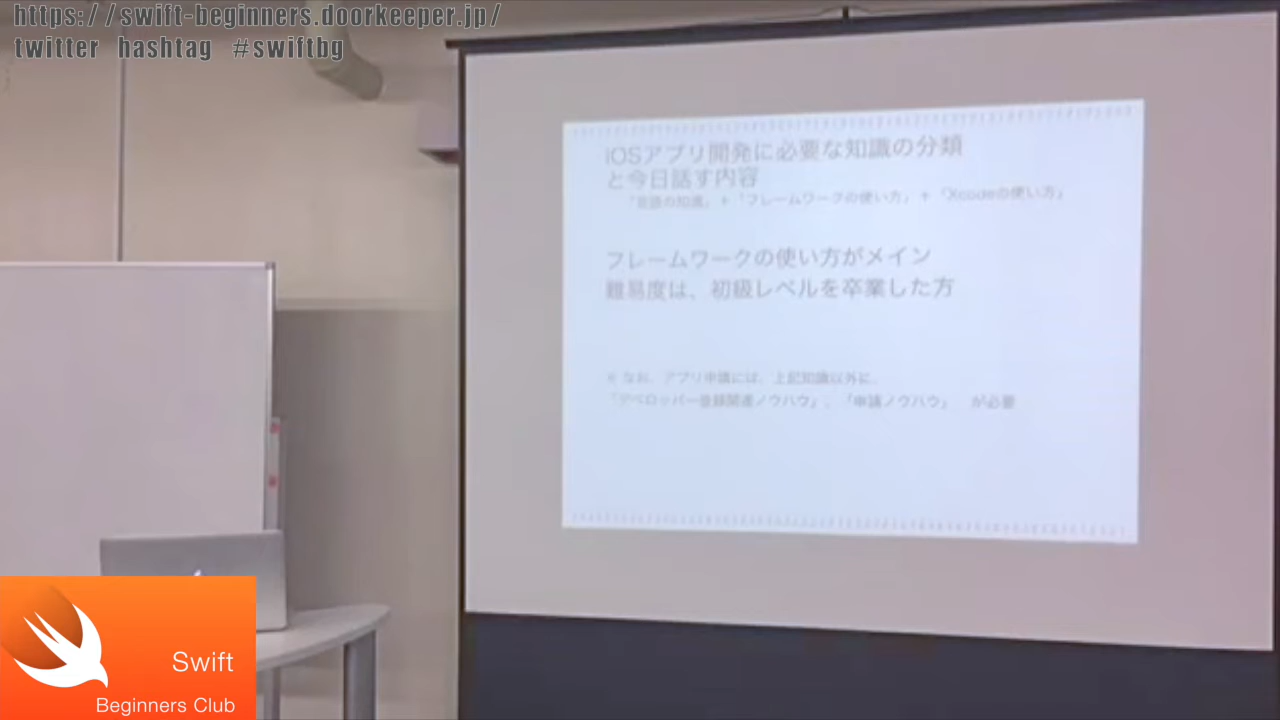 https://swift-beginners.doorkeeper.jp/
twitter hashtag #swiftbg
iOSアプリ開発に必要な知識の分類
と今日話す内容
「言語の知識」+「フレームワークの使い方」+「Xcodeの使い方」
フレームワークの使い方がメイン
難易度は、初級レベルを卒業した方
※ なお、アプリ申請には、上記知識以外に、
「デベロッパー登録関連ノウハウ」、「申請ノウハウ」 が必要
Swift
Beginners Club